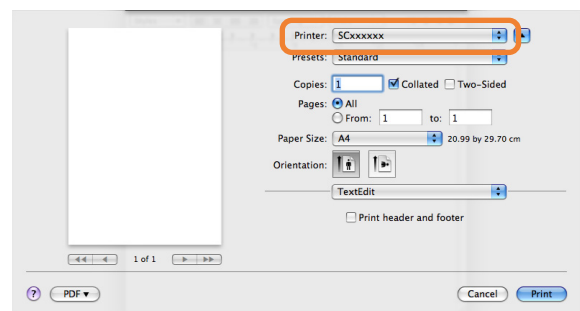 Printer: SCxxxxxx
Presets: Standard
Copies: 1 Collated Two-Sided
Pages: All
From: 1 to: 1
Paper Size: A4 20.99 by 29.70 cm
Orientation:
TextEdit
Print header and footer
1 of 1
? PDF▼ Cancel Print